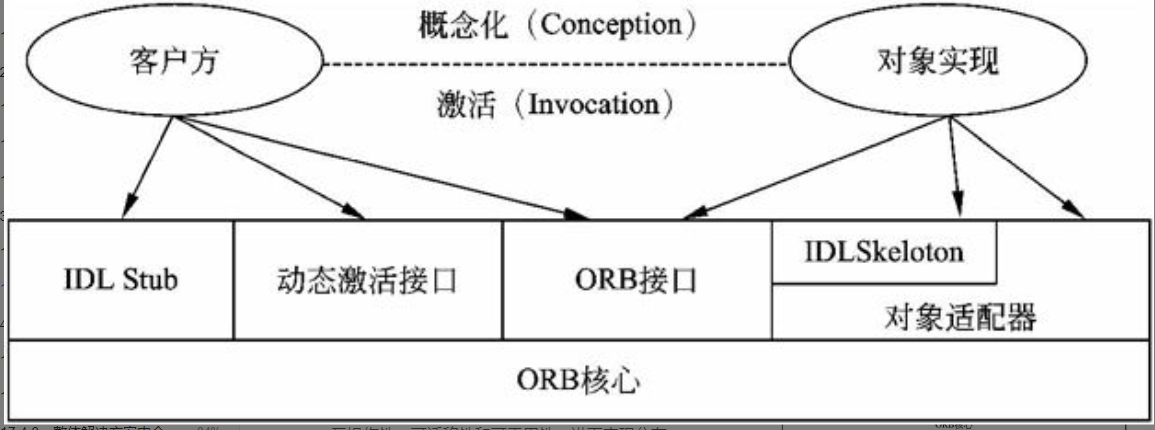 概念化（Conception）
客户方
对象实现
激活（Invocation）
IDL Stub
动态激活接口
ORB接口
IDLSkeloton
对象适配器
ORB核心